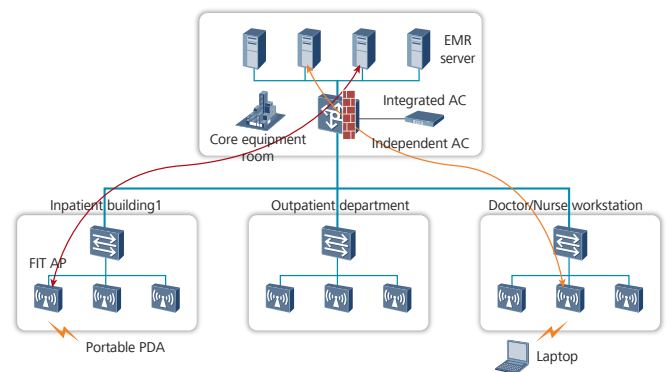 EMR
server
Integrated AC
Core equipment
room
Independent AC
Inpatient building1
Outpatient department
Doctor/Nurse workstation
FIT AP
Portable PDA
Laptop